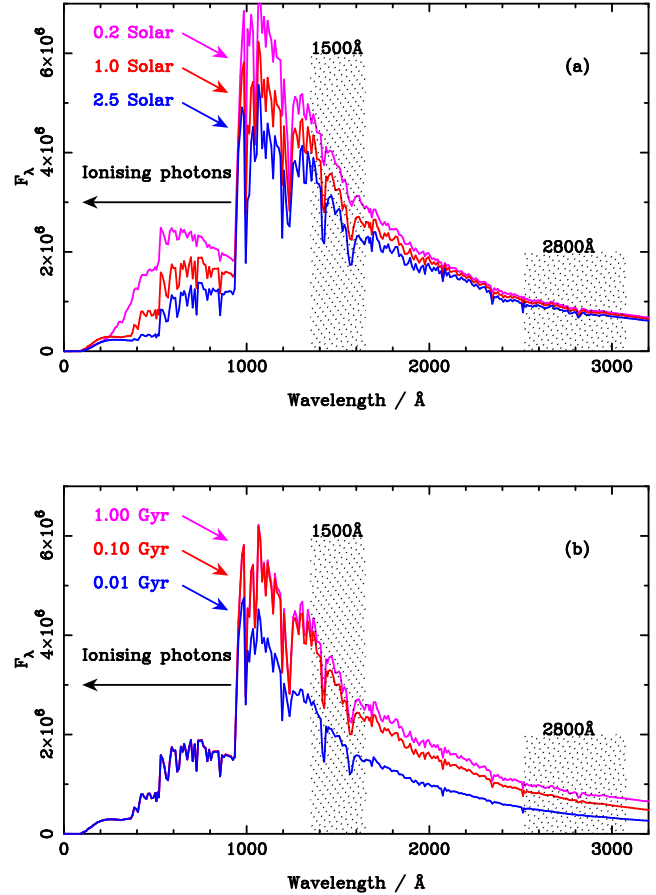 0.2 Solar
1.0 Solar
2.5 Solar
1500Å
(a)
Ionising photons
2800Å
6×10⁶
4×10⁶
2×10⁶
0
F_λ
0 1000 2000 3000
Wavelength / Å
1.00 Gyr
0.10 Gyr
0.01 Gyr
1500Å
(b)
Ionising photons
2800Å
6×10⁶
4×10⁶
2×10⁶
0
F_λ
0 1000 2000 3000
Wavelength / Å